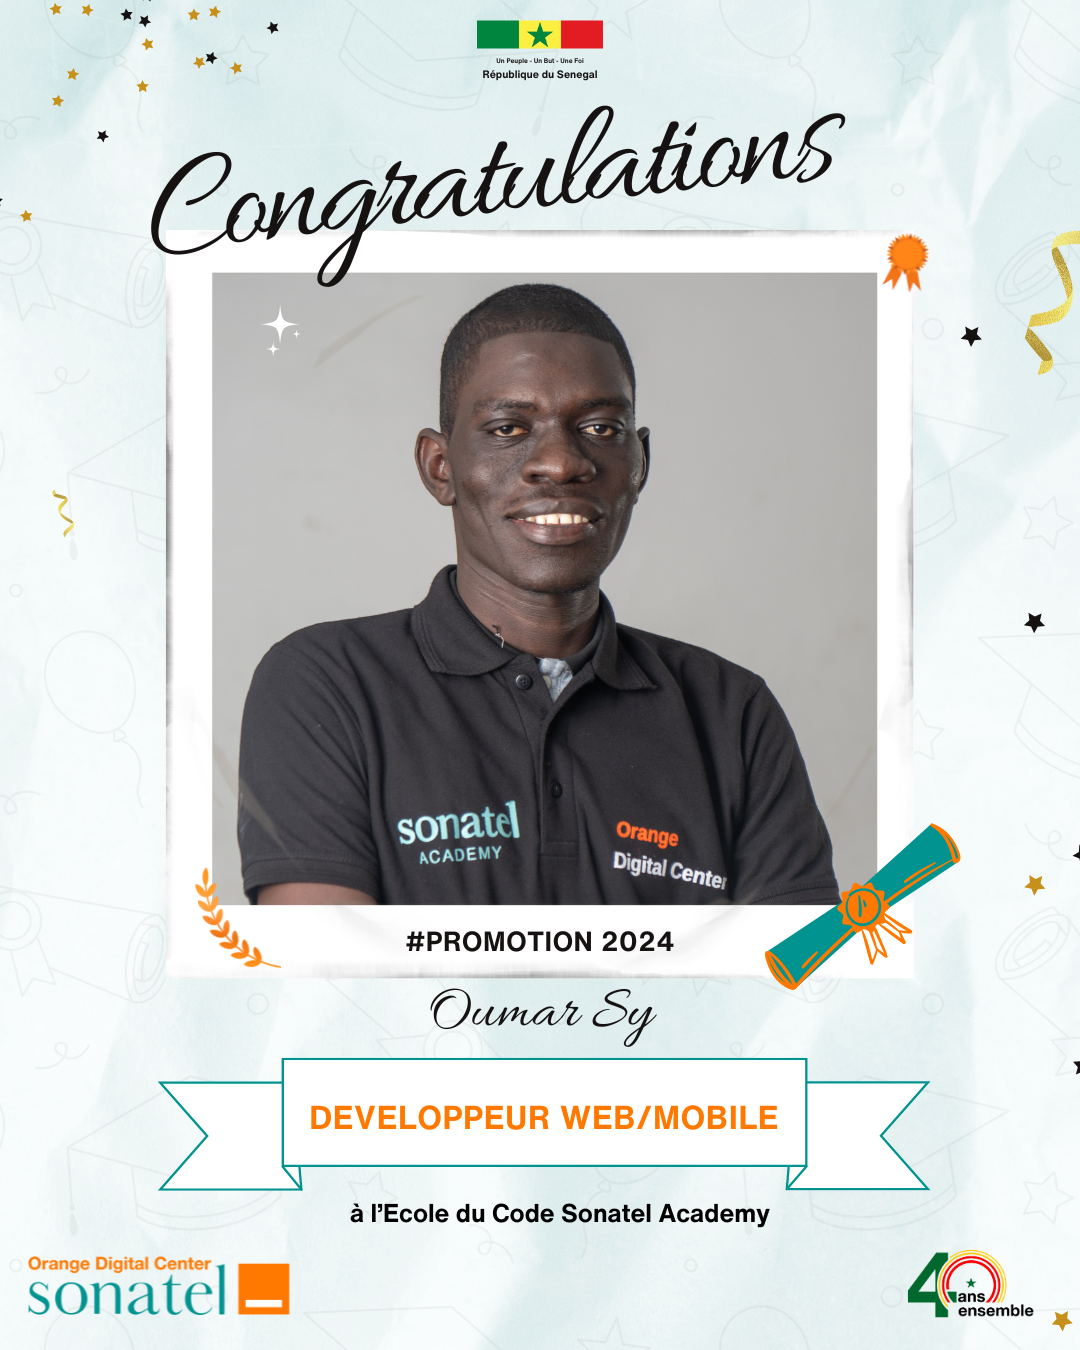 Un Peuple - Un But - Une Foi
République du Senegal
Congratulations
sonatel
ACADEMY
Orange
Digital Center
#PROMOTION 2024
Oumar Sy
DEVELOPPEUR WEB/MOBILE
à l’Ecole du Code Sonatel Academy
Orange Digital Center
sonatel
40 ans
ensemble